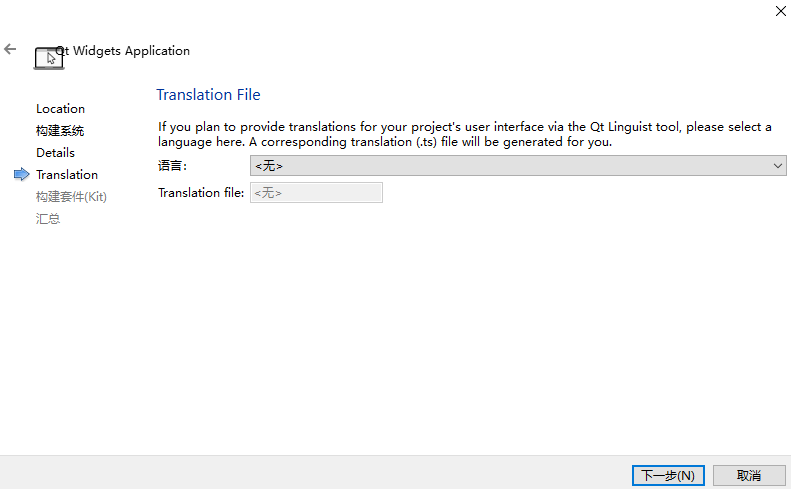 Qt Widgets Application
Location
构建系统
Details
Translation
构建套件(Kit)
汇总
Translation File
If you plan to provide translations for your project's user interface via the Qt Linguist tool, please select a
language here. A corresponding translation (.ts) file will be generated for you.
语言: <无>
Translation file: <无>
下一步(N) 取消